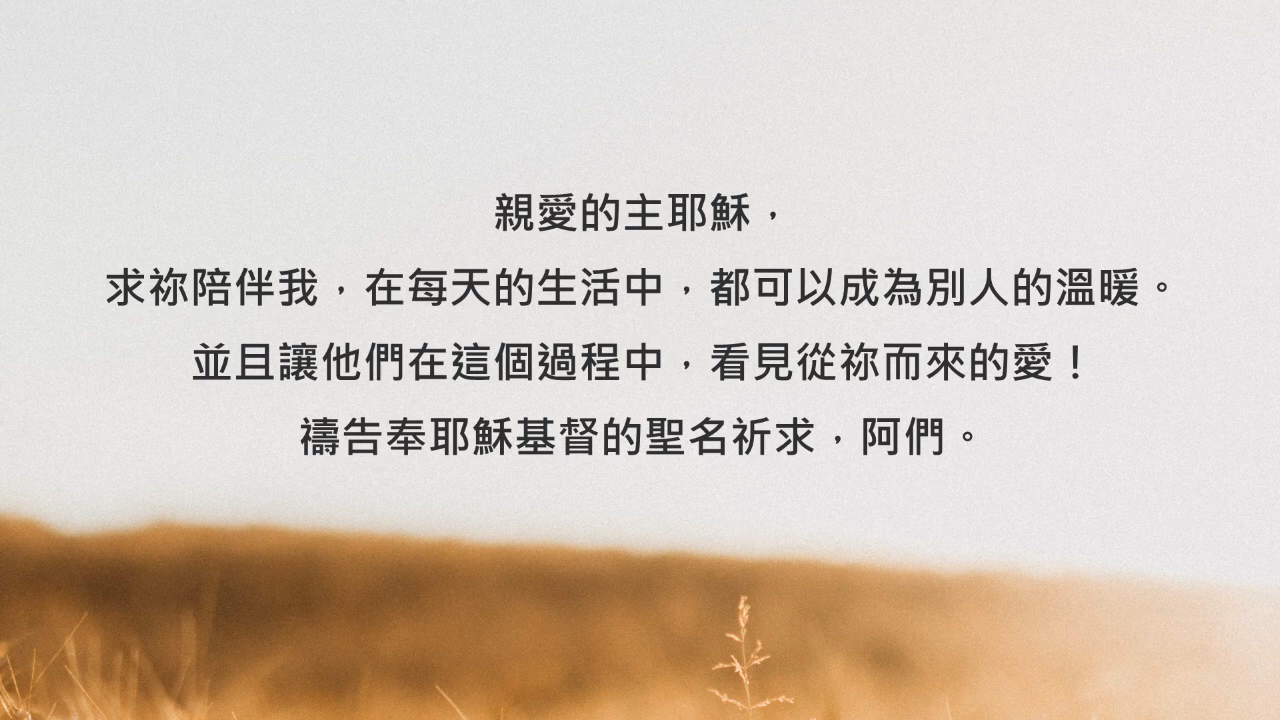 親愛的主耶穌，
求祢陪伴我，在每天的生活中，都可以成為別人的溫暖。
並且讓他們在這個過程中，看見從祢而來的愛！
禱告奉耶穌基督的聖名祈求，阿們。